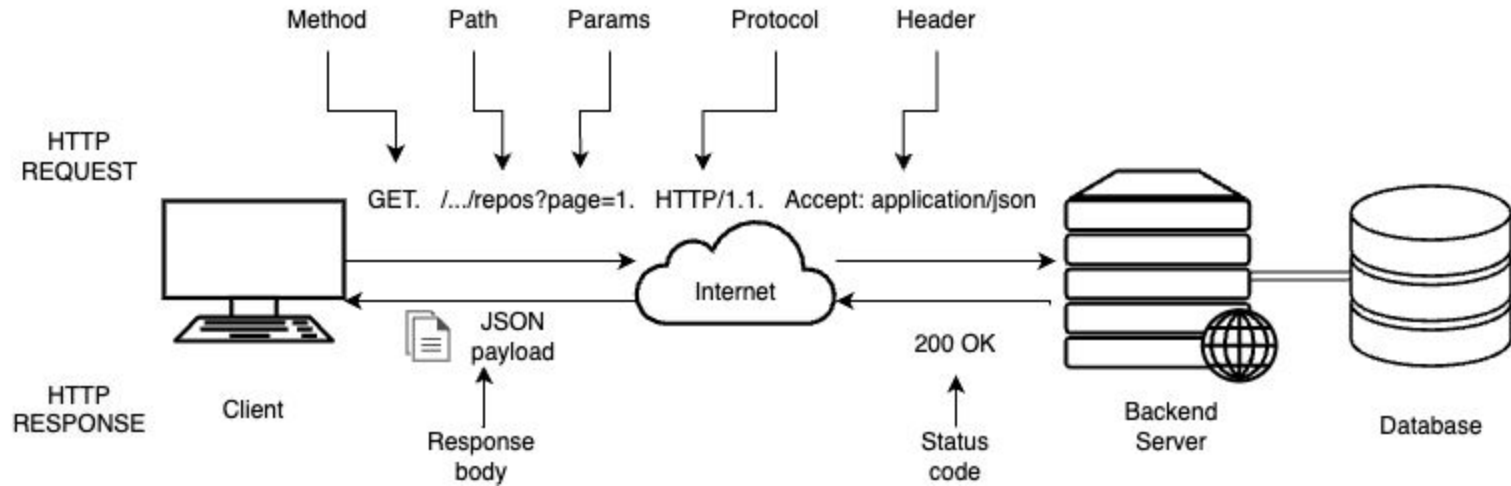 Method Path Params Protocol Header
HTTP
REQUEST
GET. /.../repos?page=1. HTTP/1.1. Accept: application/json
Internet
JSON
payload
200 OK
HTTP
RESPONSE
Client
Response
body
Status
code
Backend
Server
Database